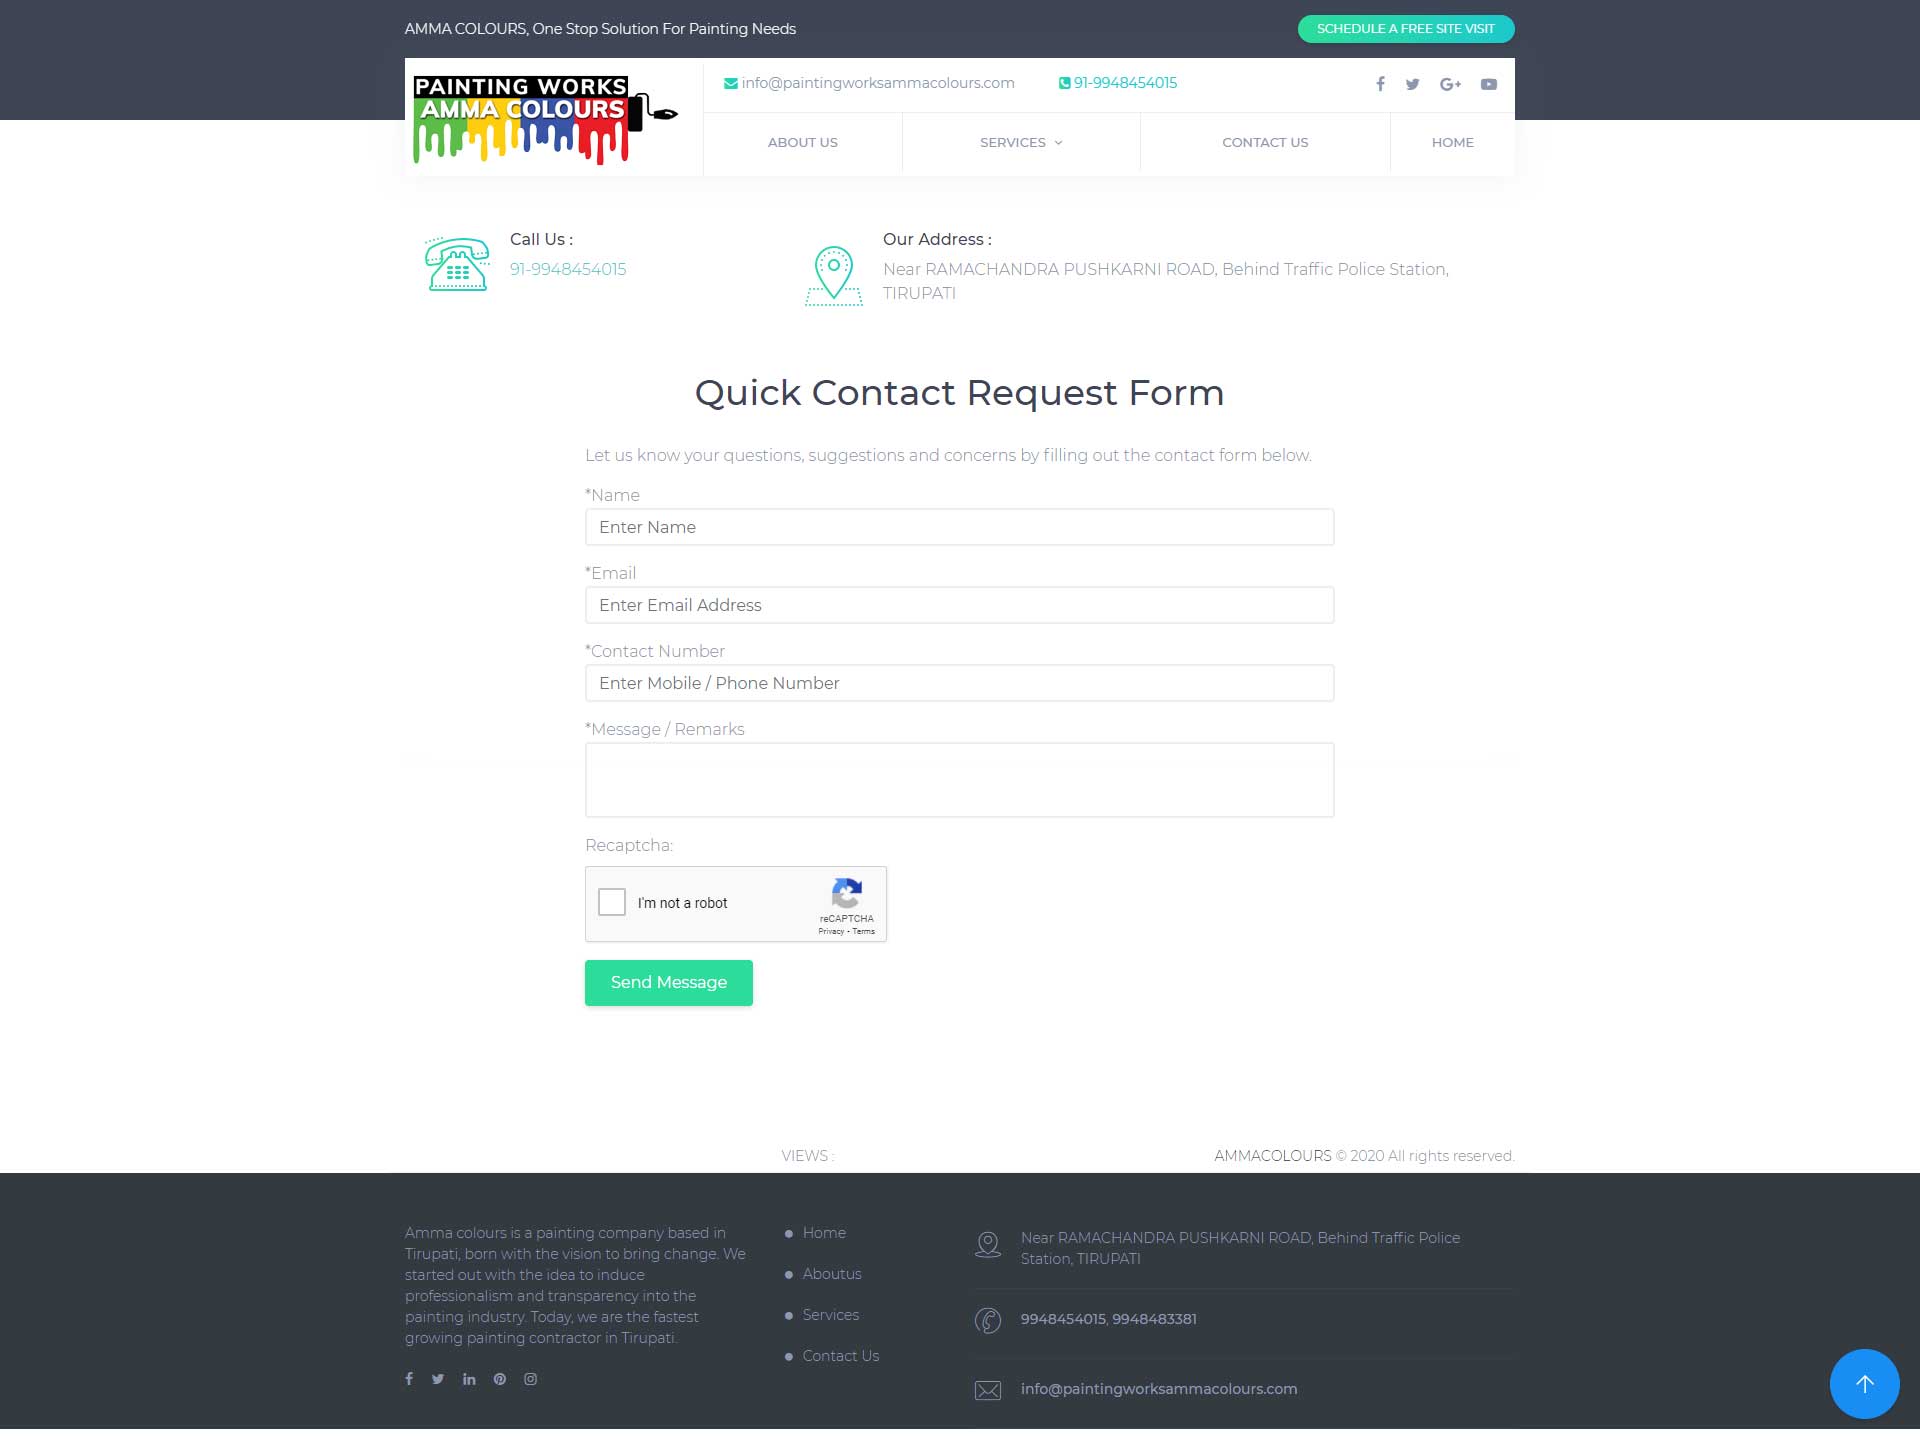 AMMA COLOURS, One Stop Solution For Painting Needs
SCHEDULE A FREE SITE VISIT
PAINTING WORKS
AMMA COLOURS
info@paintingworksammacolours.com
91-9948454015
ABOUT US
SERVICES
CONTACT US
HOME
Call Us :
91-9948454015
Our Address :
Near RAMACHANDRA PUSHKARNI ROAD, Behind Traffic Police Station,
TIRUPATI
Quick Contact Request Form
Let us know your questions, suggestions and concerns by filling out the contact form below.
*Name
Enter Name
*Email
Enter Email Address
*Contact Number
Enter Mobile / Phone Number
*Message / Remarks
Recaptcha:
I'm not a robot
reCAPTCHA
Privacy - Terms
Send Message
VIEWS :
AMMACOLOURS © 2020 All rights reserved.
Amma colours is a painting company based in
Tirupati, born with the vision to bring change. We
started out with the idea to induce
professionalism and transparency into the
painting industry. Today, we are the fastest
growing painting contractor in Tirupati.
Home
Aboutus
Services
Contact Us
Near RAMACHANDRA PUSHKARNI ROAD, Behind Traffic Police
Station, TIRUPATI
9948454015, 9948483381
info@paintingworksammacolours.com